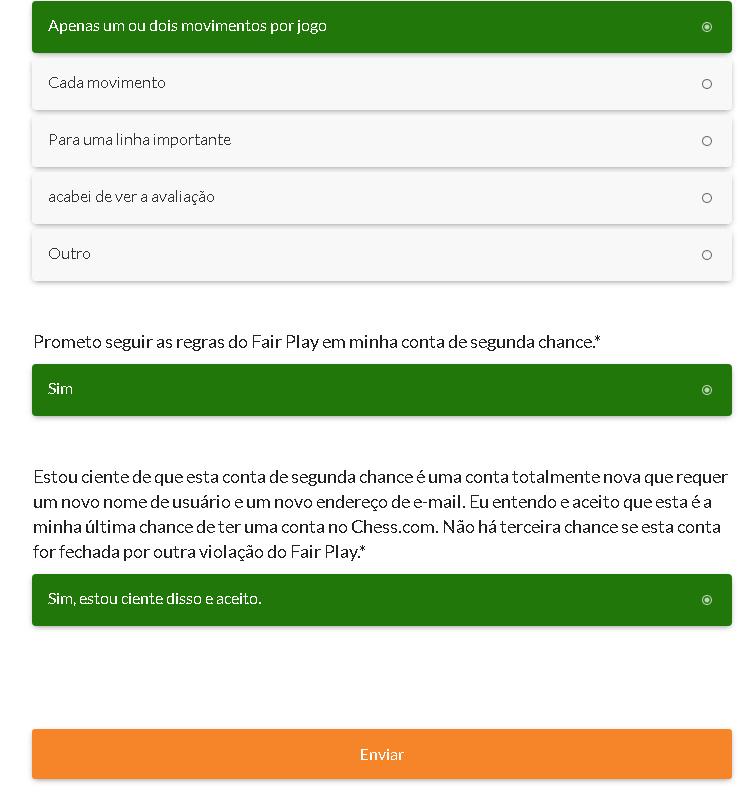 Apenas um ou dois movimentos por jogo
Cada movimento
Para uma linha importante
acabei de ver a avaliação
Outro
Prometo seguir as regras do Fair Play em minha conta de segunda chance.*
Sim
Estou ciente de que esta conta de segunda chance é uma conta totalmente nova que requer
um novo nome de usuário e um novo endereço de e-mail. Eu entendo e aceito que esta é a
minha última chance de ter uma conta no Chess.com. Não há terceira chance se esta conta
for fechada por outra violação do Fair Play.*
Sim, estou ciente disso e aceito.
Enviar